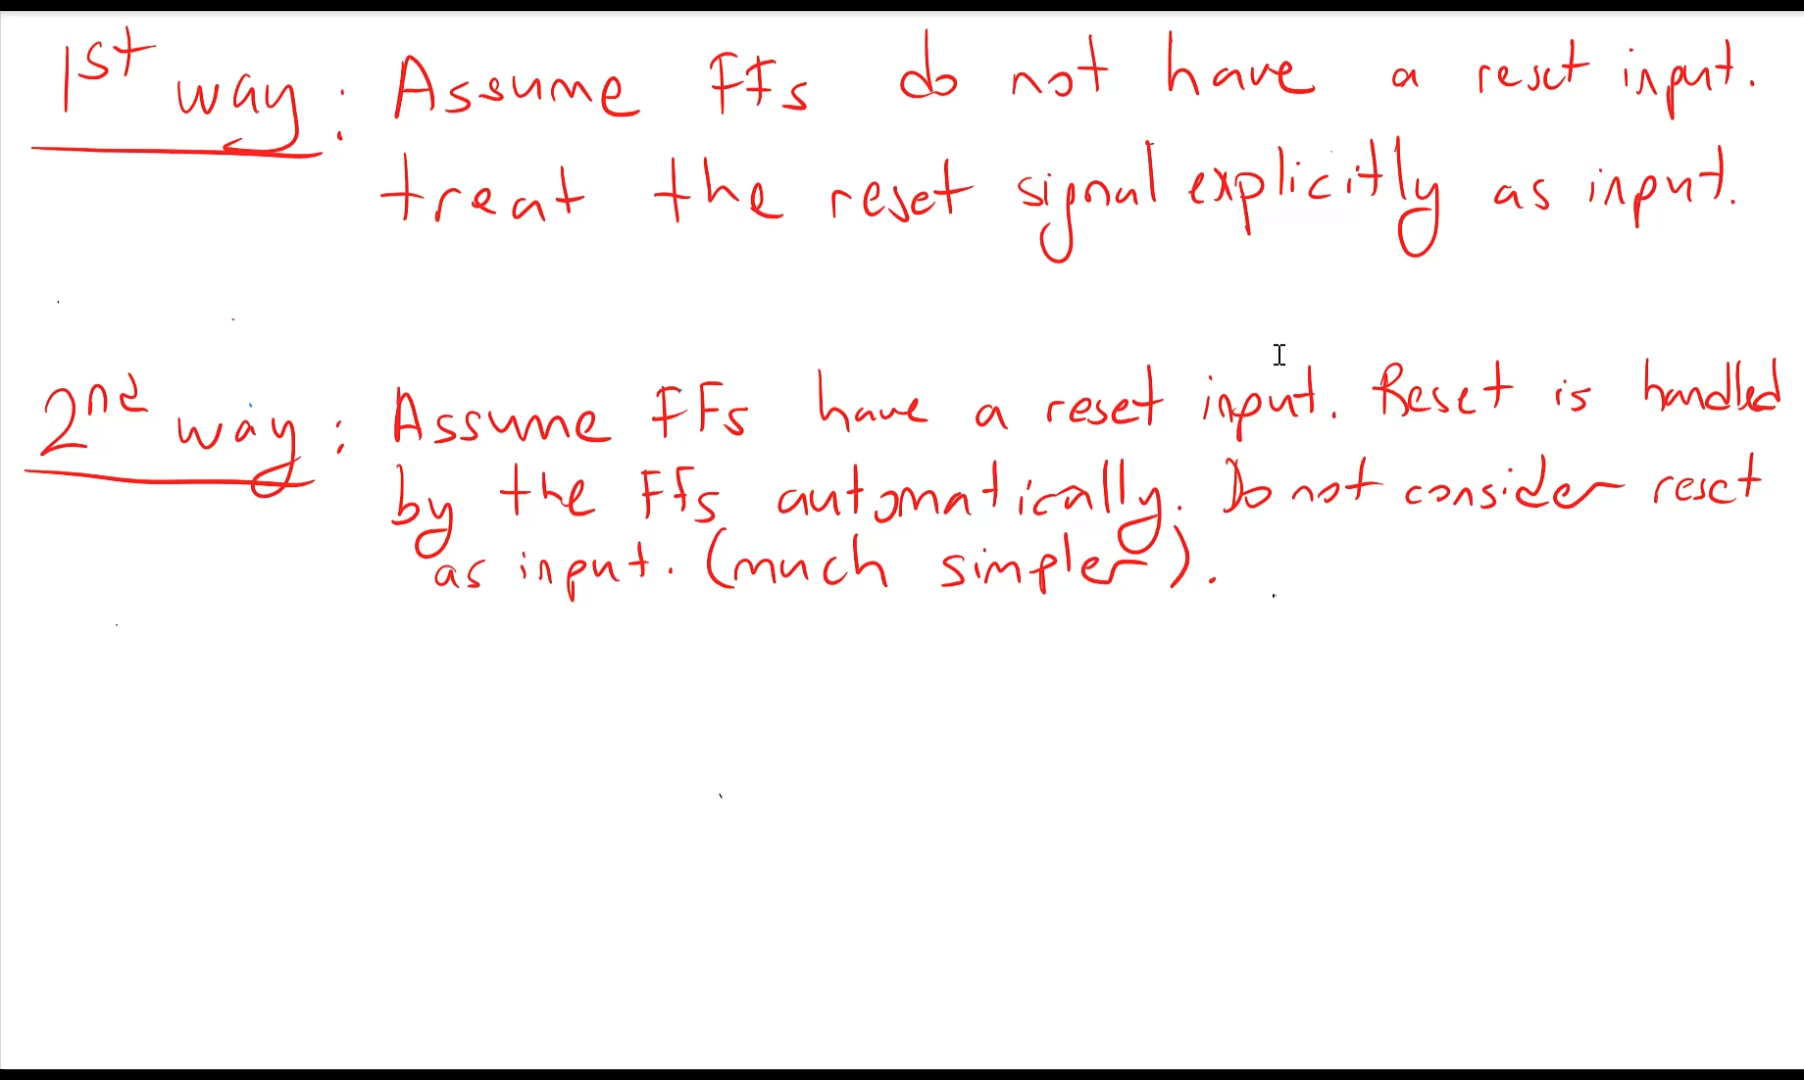 1st way: Assume FFs do not have a reset input.
treat the reset signal explicitly as input.
2nd way: Assume FFs have a reset input. Reset is handled
by the FFs automatically. Do not consider reset
as input. (much simpler).